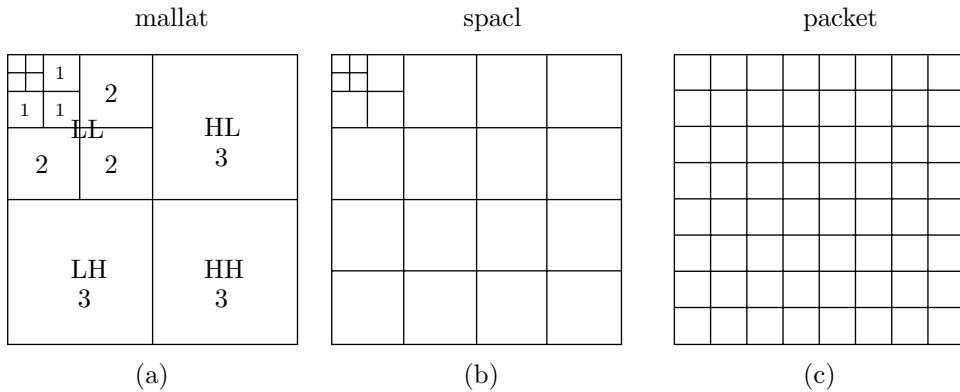 mallat spacl packet
1
2
1 1
LL
HL
3
2 2
LH
3
HH
3
(a) (b) (c)